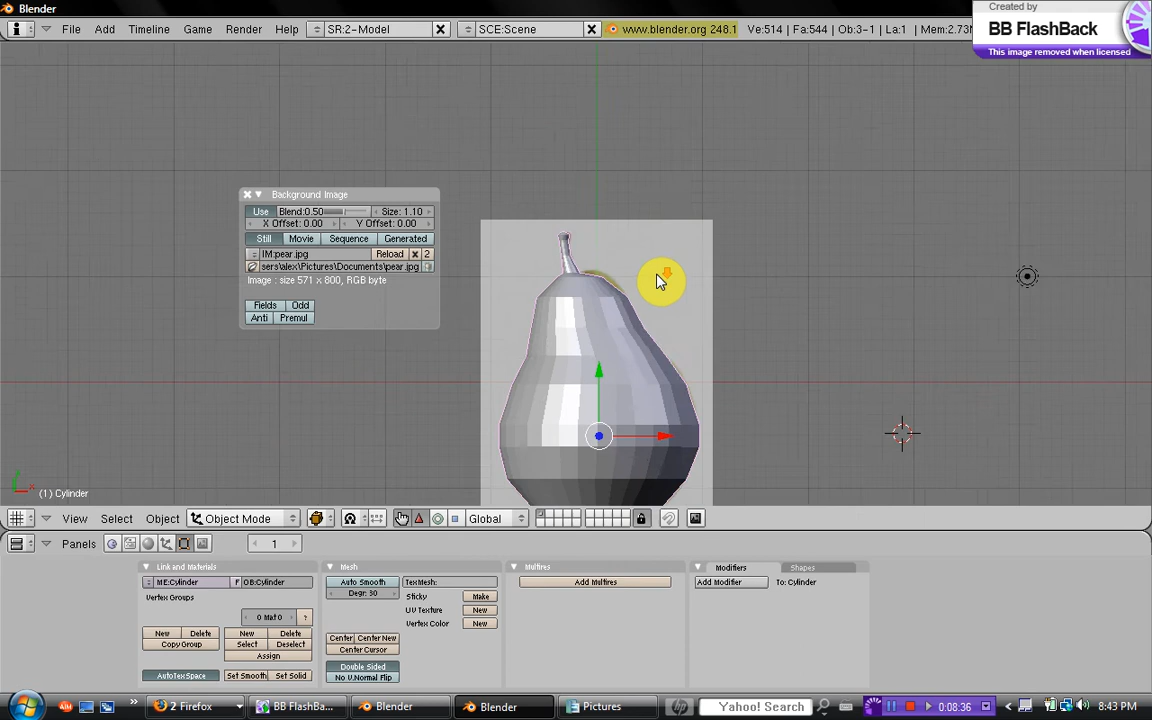 Blender
Created by
BB FlashBack
This image removed when licensed
File Add Timeline Game Render Help SR:2-Model SCE:Scene www.blender.org 248.1 Ve:514 | Fa:544 | Ob:3-1 | La:1 | Mem:2.73
Background Image
Use Blend:0.50 Size: 1.10
X Offset: 0.00 Y Offset: 0.00
Still Movie Sequence Generated
IM:pear.jpg Reload 2
sers\alex\Pictures\Documents\pear.jpg
Image : size 571 x 800, RGB byte
Fields Odd
Anti Premul
(1) Cylinder
View Select Object Object Mode Global
Panels 1
Link and Materials Mesh Multires Modifiers Shapes
ME:Cylinder F OB:Cylinder Auto Smooth TexMesh: Add Multires Add Modifier To: Cylinder
Degr: 30
Vertex Groups Sticky Make
UV Texture New
0 Mat 0 ? Vertex Color New
New Delete New Delete
Copy Group Select Deselect Center Center New
Assign Center Cursor
Double Sided
AutoTexSpace Set Smooth Set Solid No V.Normal Flip
2 Firefox BB FlashBa... Blender Blender Pictures Yahoo! Search 0:08:36 8:43 PM